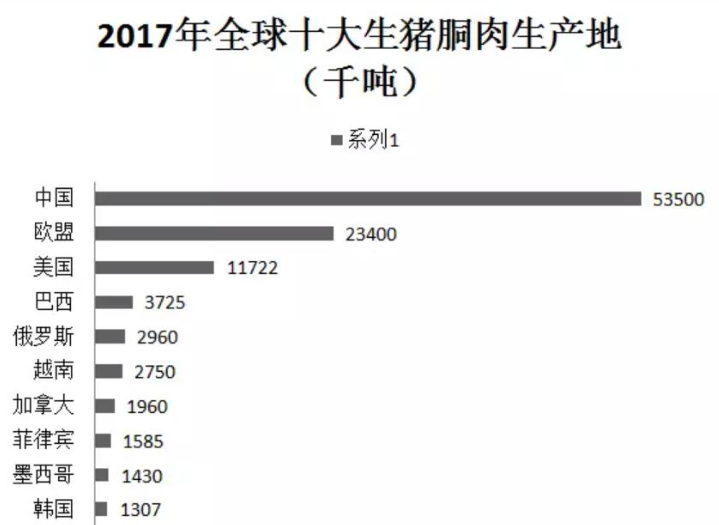 2017年全球十大生猪胴肉生产地
（千吨）
系列1
中国 53500
欧盟 23400
美国 11722
巴西 3725
俄罗斯 2960
越南 2750
加拿大 1960
菲律宾 1585
墨西哥 1430
韩国 1307